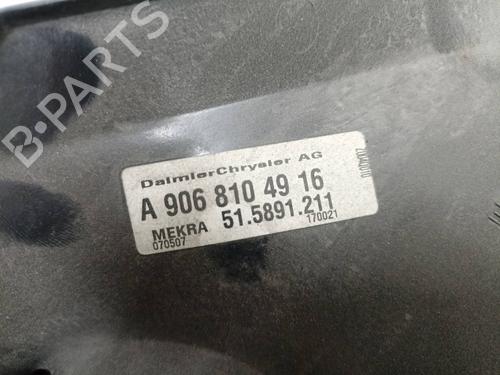 B-PARTS
DaimlerChrysler AG
A 906 810 49 16
MEKRA 51.5891.211
070507 170021